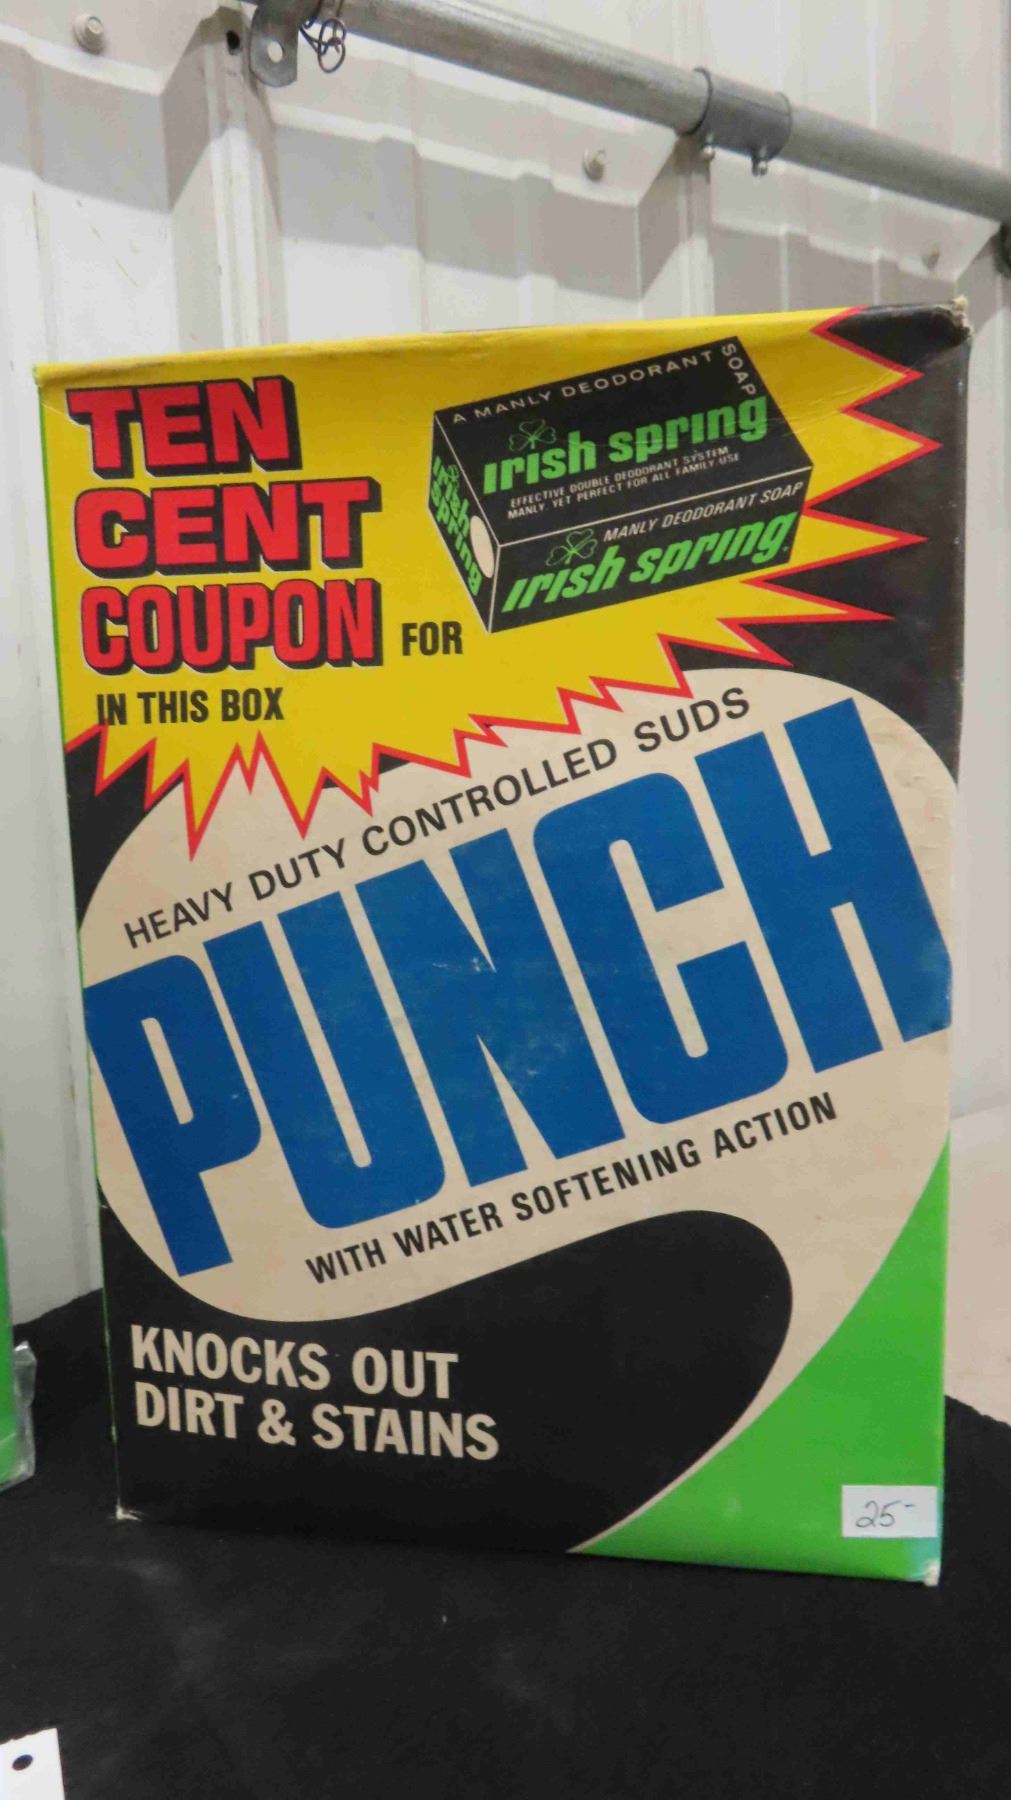 TEN
CENT
COUPON FOR
IN THIS BOX
A MANLY DEODORANT SOAP
Irish spring
EFFECTIVE DOUBLE DEODORANT SYSTEM
MANLY, YET PERFECT FOR ALL FAMILY USE
MANLY DEODORANT SOAP
Irish spring
Irish
spring
HEAVY DUTY CONTROLLED SUDS
PUNCH
WITH WATER SOFTENING ACTION
KNOCKS OUT
DIRT & STAINS
25-